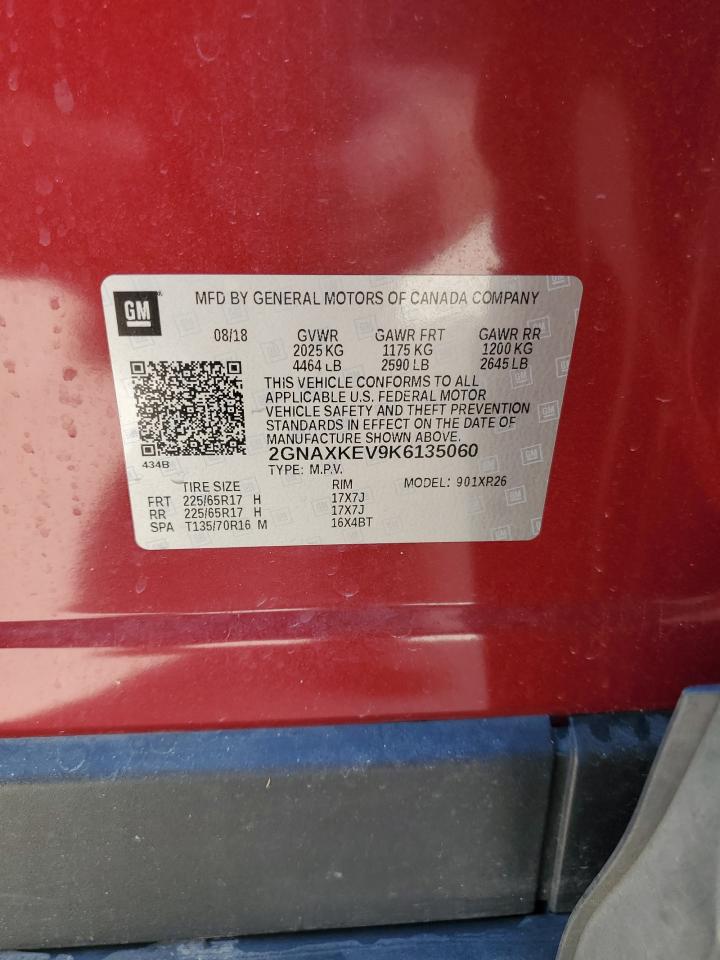 GM
MFD BY GENERAL MOTORS OF CANADA COMPANY
08/18 GVWR GAWR FRT GAWR RR
2025 KG 1175 KG 1200 KG
4464 LB 2590 LB 2645 LB
THIS VEHICLE CONFORMS TO ALL
APPLICABLE U.S. FEDERAL MOTOR
VEHICLE SAFETY AND THEFT PREVENTION
STANDARDS IN EFFECT ON THE DATE OF
MANUFACTURE SHOWN ABOVE.
434B
2GNAXKEV9K6135060
TYPE: M.P.V. MODEL: 901XR26
TIRE SIZE RIM
FRT 225/65R17 H 17X7J
RR 225/65R17 H 17X7J
SPA T135/70R16 M 16X4BT